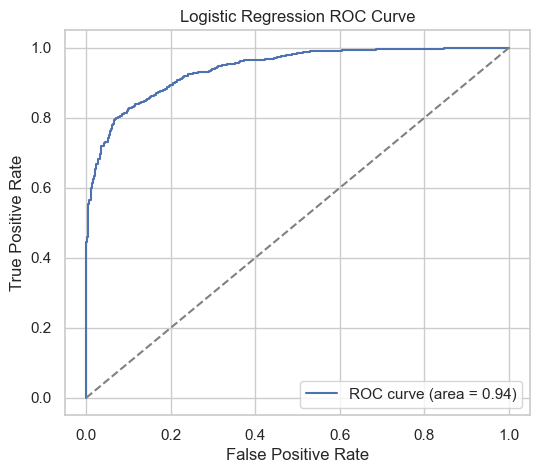 Logistic Regression ROC Curve
1.0
0.8
0.6
0.4
0.2
0.0
True Positive Rate
ROC curve (area = 0.94)
0.0 0.2 0.4 0.6 0.8 1.0
False Positive Rate